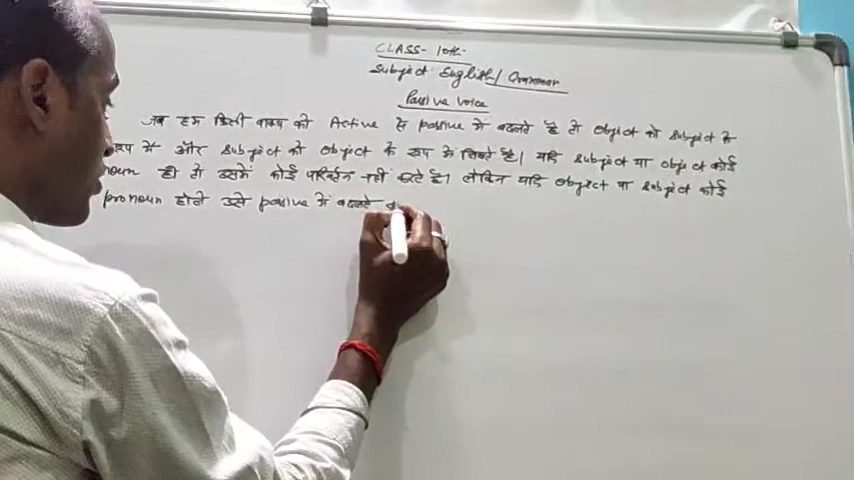 CLASS- 10th
Subject English/Grammar
Passive Voice
जब हम किसी वाक्य को Active से passive में बदलते है तो object को subject के
रूप में और subject को object के रूप में लिखते है। यदि subject या object कोई
noun हो तो उसमें कोई परिवर्तन नहीं करते है। लेकिन यदि object या subject कोई
pronoun होतो उसे passive में बदलते